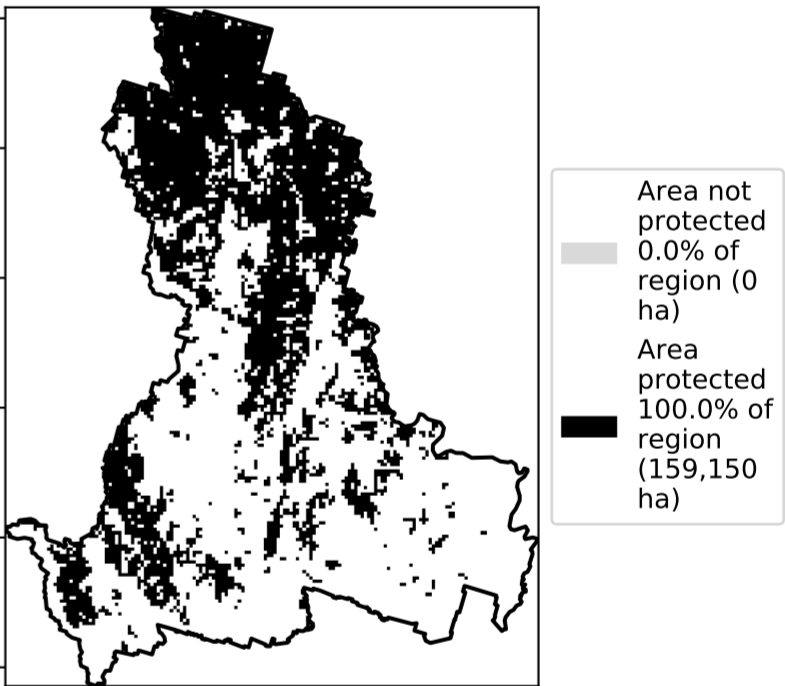 Area not
protected
0.0% of
region (0
ha)
Area
protected
100.0% of
region
(159,150
ha)